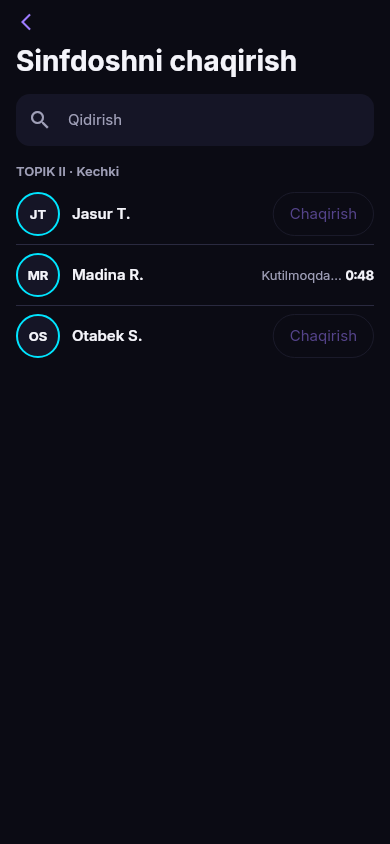 Sinfdoshni chaqirish
Qidirish
TOPIK II · Kechki
JT Jasur T. Chaqirish
MR Madina R. Kutilmoqda... 0:48
OS Otabek S. Chaqirish